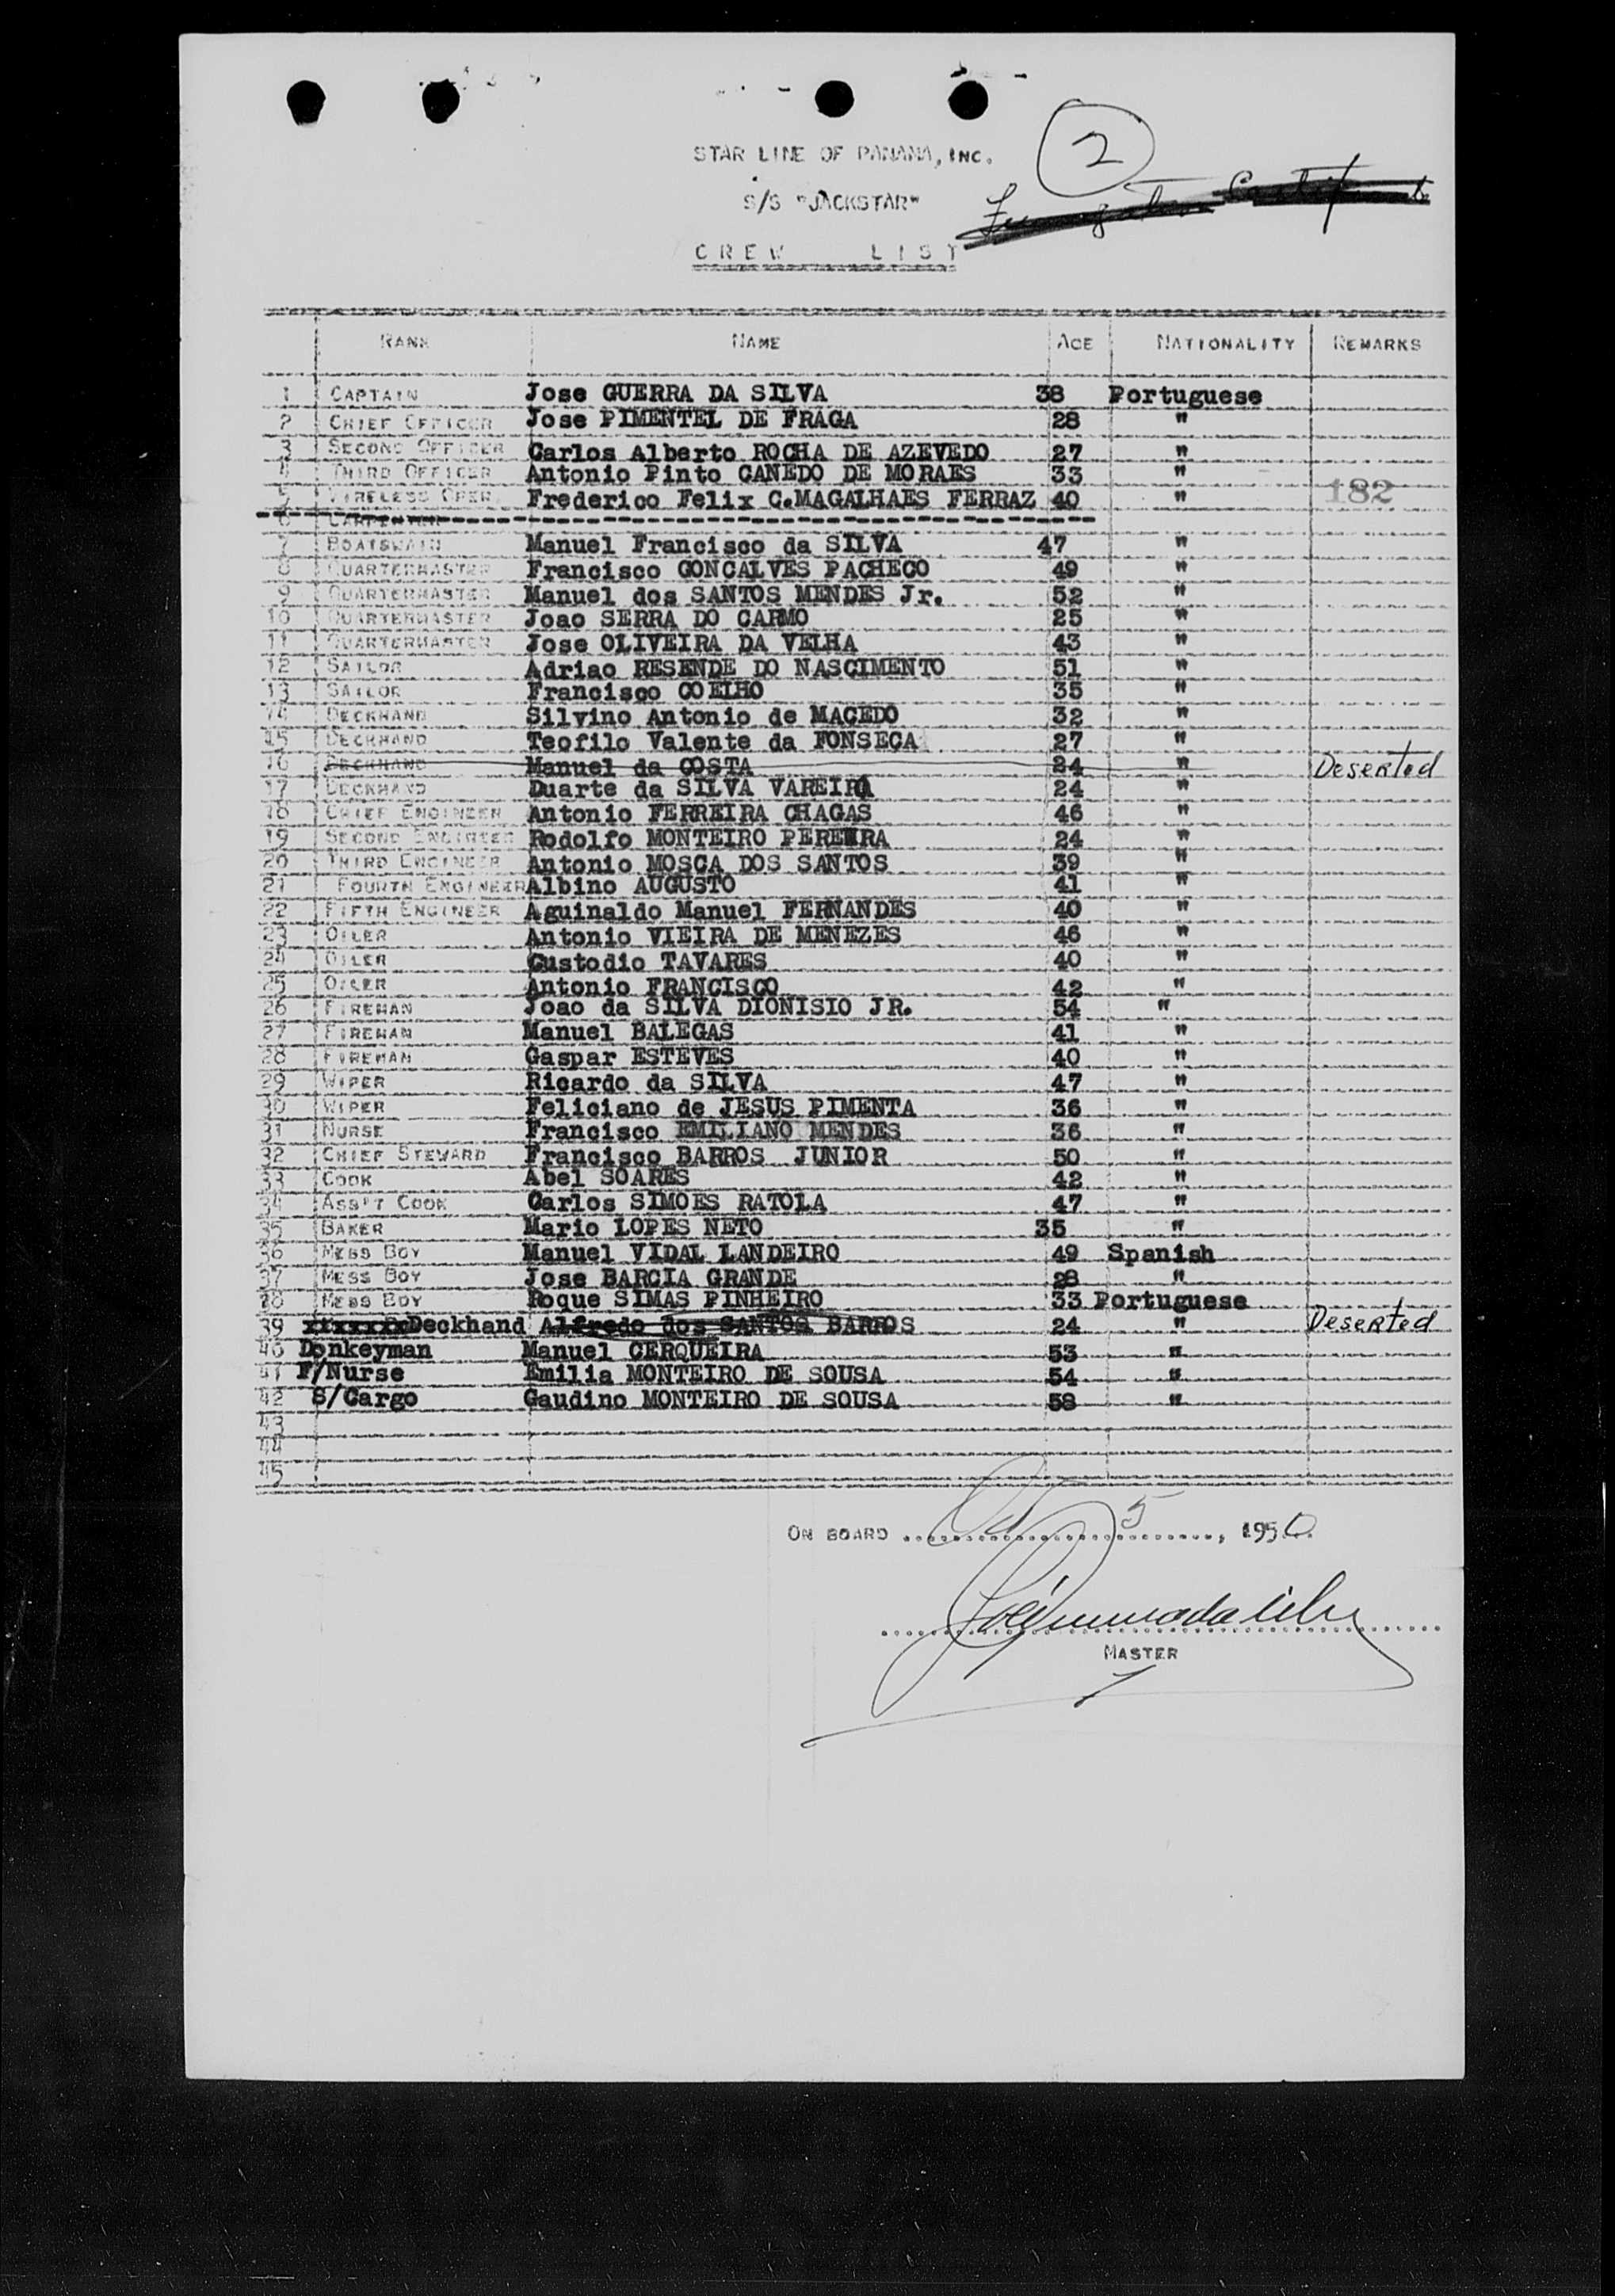 2
STAR LINE OF PANAMA, INC.
S/S "JACKSTAR"
CREW LIST
RANK NAME AGE NATIONALITY REMARKS
1 CAPTAIN Jose GUERRA DA SILVA 38 Portuguese
2 CHIEF OFFICER Jose PIMENTEL DE FRAGA 28 "
3 SECOND OFFICER Carlos Alberto ROCHA DE AZEVEDO 27 "
4 THIRD OFFICER Antonio Pinto CANEDO DE MORAES 33 "
5 WIRELESS OPER. Frederico Felix C.MAGALHAES FERRAZ 40 " 182
6 CARPENTER
7 BOATSWAIN Manuel Francisco da SILVA 47 "
8 QUARTERMASTER Francisco GONCALVES PACHECO 49 "
9 QUARTERMASTER Manuel dos SANTOS MENDES Jr. 52 "
10 QUARTERMASTER Joao SERRA DO CARMO 25 "
11 QUARTERMASTER Jose OLIVEIRA DA VELHA 43 "
12 SAILOR Adriao RESENDE DO NASCIMENTO 51 "
13 SAILOR Francisco COELHO 35 "
14 DECKHAND Silvino Antonio de MACEDO 32 "
15 DECKHAND Teofilo Valente da FONSECA 27 "
16 DECKHAND Manuel da COSTA 24 " Deserted
17 DECKHAND Duarte da SILVA VAREIRO 24 "
18 CHIEF ENGINEER Antonio FERREIRA CHAGAS 46 "
19 SECOND ENGINEER Rodolfo MONTEIRO PEREIRA 24 "
20 THIRD ENGINEER Antonio MOSCA DOS SANTOS 39 "
21 FOURTH ENGINEER Albino AUGUSTO 41 "
22 FIFTH ENGINEER Aguinaldo Manuel FERNANDES 40 "
23 OILER Antonio VIEIRA DE MENEZES 46 "
24 OILER Custodio TAVARES 40 "
25 OILER Antonio FRANCISCO 42 "
26 FIREMAN Joao da SILVA DIONISIO JR. 54 "
27 FIREMAN Manuel BALEGAS 41 "
28 FIREMAN Gaspar ESTEVES 40 "
29 WIPER Ricardo da SILVA 47 "
30 WIPER Feliciano de JESUS PIMENTA 36 "
31 NURSE Francisco EMILIANO MENDES 36 "
32 CHIEF STEWARD Francisco BARROS JUNIOR 50 "
33 COOK Abel SOARES 42 "
34 ASS'T COOK Carlos SIMOES RATOLA 47 "
35 BAKER Mario LOPES NETO 35 "
36 MESS BOY Manuel VIDAL LANDEIRO 49 Spanish
37 MESS BOY Jose BARCIA GRANDE 28 "
38 MESS BOY Roque SIMAS PINHEIRO 33 Portuguese
39 Deckhand Alfredo dos SANTOS BARROS 24 " Deserted
40 Donkeyman Manuel CERQUEIRA 53 "
41 F/Nurse Emilia MONTEIRO DE SOUSA 54 "
42 S/Cargo Gaudino MONTEIRO DE SOUSA 58 "
43
44
45
ON BOARD Oct 5, 1950.
MASTER